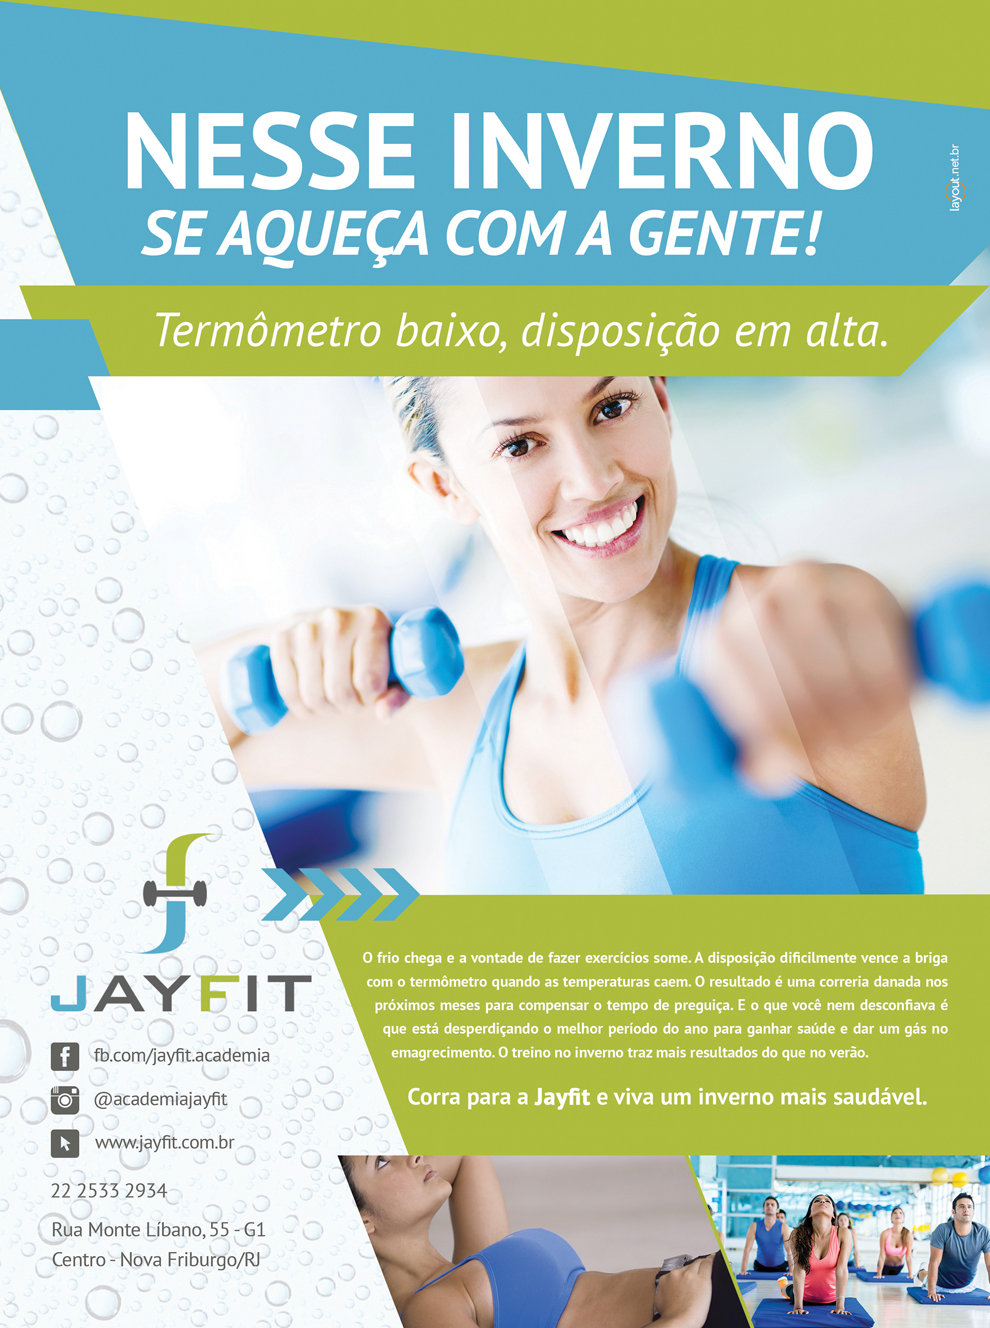 NESSE INVERNO
SE AQUEÇA COM A GENTE!
layout.net.br
Termômetro baixo, disposição em alta.
O frio chega e a vontade de fazer exercícios some. A disposição dificilmente vence a briga
com o termômetro quando as temperaturas caem. O resultado é uma correria danada nos
próximos meses para compensar o tempo de preguiça. E o que você nem desconfiava é
que está desperdiçando o melhor período do ano para ganhar saúde e dar um gás no
emagrecimento. O treino no inverno traz mais resultados do que no verão.
Corra para a Jayfit e viva um inverno mais saudável.
JAYFIT
fb.com/jayfit.academia
@academiajayfit
www.jayfit.com.br
22 2533 2934
Rua Monte Líbano, 55 - G1
Centro - Nova Friburgo/RJ